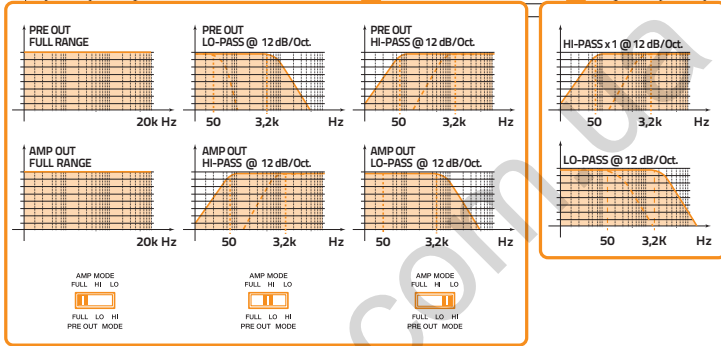 PRE OUT
FULL RANGE
20k Hz
PRE OUT
LO-PASS @ 12 dB/Oct.
50 3,2k Hz
PRE OUT
HI-PASS @ 12 dB/Oct.
50 3,2k Hz
HI-PASS x 1 @ 12 dB/Oct.
50 3,2k Hz
AMP OUT
FULL RANGE
20k Hz
AMP OUT
HI-PASS @ 12 dB/Oct.
50 3,2K Hz
AMP OUT
LO-PASS @ 12 dB/Oct.
50 3,2K Hz
LO-PASS @ 12 dB/Oct.
50 3,2K Hz
AMP MODE
FULL HI LO
FULL LO HI
PRE OUT MODE
AMP MODE
FULL HI LO
FULL LO HI
PRE OUT MODE
AMP MODE
FULL HI LO
FULL LO HI
PRE OUT MODE
com.ua